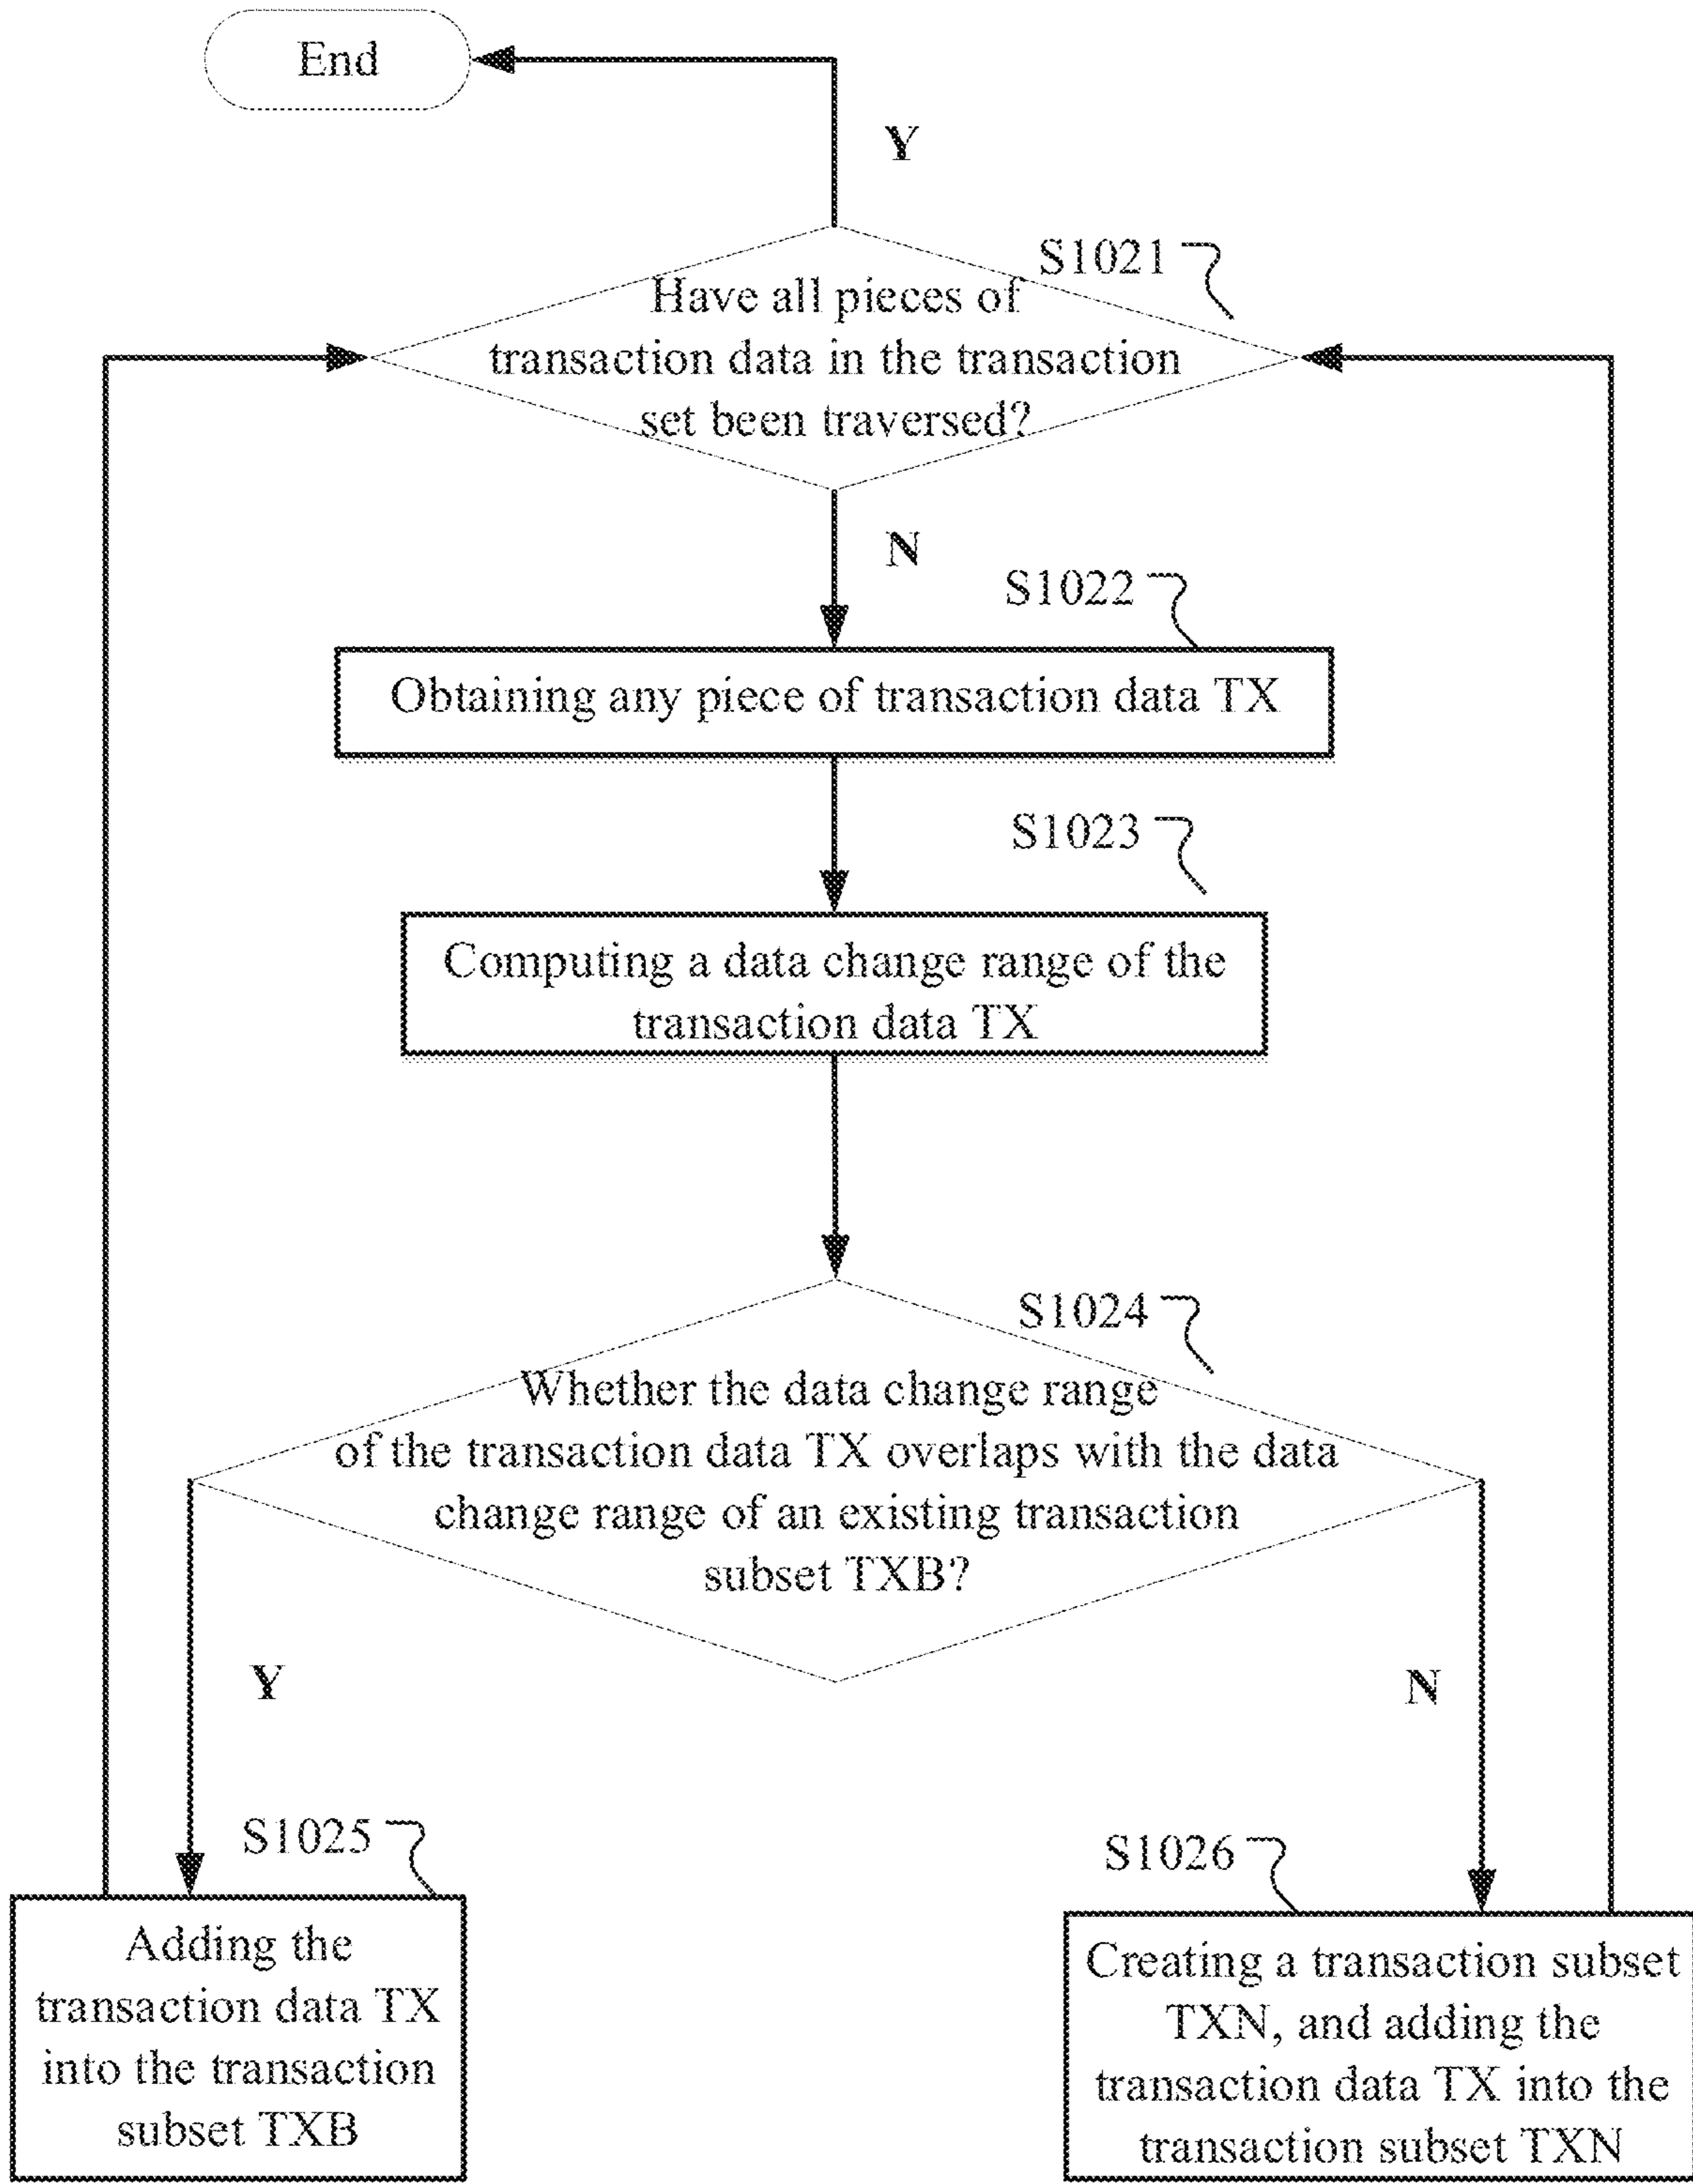 End
Y
S1021
Have all pieces of
transaction data in the transaction
set been traversed?
N
S1022
Obtaining any piece of transaction data TX
S1023
Computing a data change range of the
transaction data TX
S1024
Whether the data change range
of the transaction data TX overlaps with the data
change range of an existing transaction
subset TXB?
Y
N
S1025
Adding the
transaction data TX
into the transaction
subset TXB
S1026
Creating a transaction subset
TXN, and adding the
transaction data TX into the
transaction subset TXN